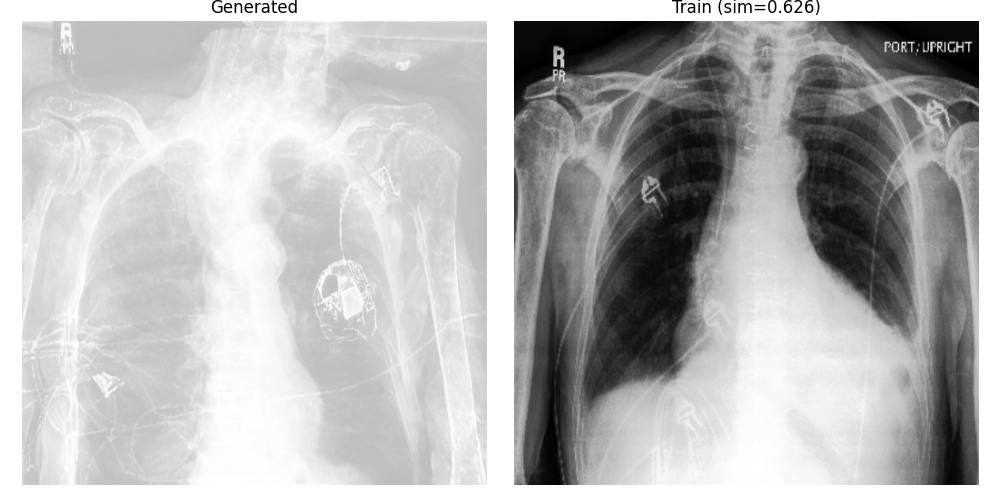 Generated
Train (sim=0.626)
R
R
PR
PORT; UPRIGHT